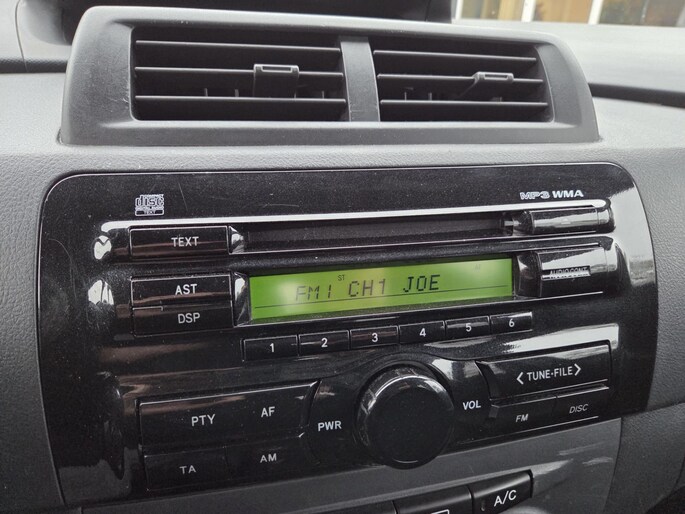 disc
TEXT
MP3 WMA
TEXT
AST
ST
FM1 CH1 JOE
AUDIO CONT
DSP
1 2 3 4 5 6
<TUNE·FILE>
PTY AF
PWR
VOL
FM DISC
TA AM
A/C